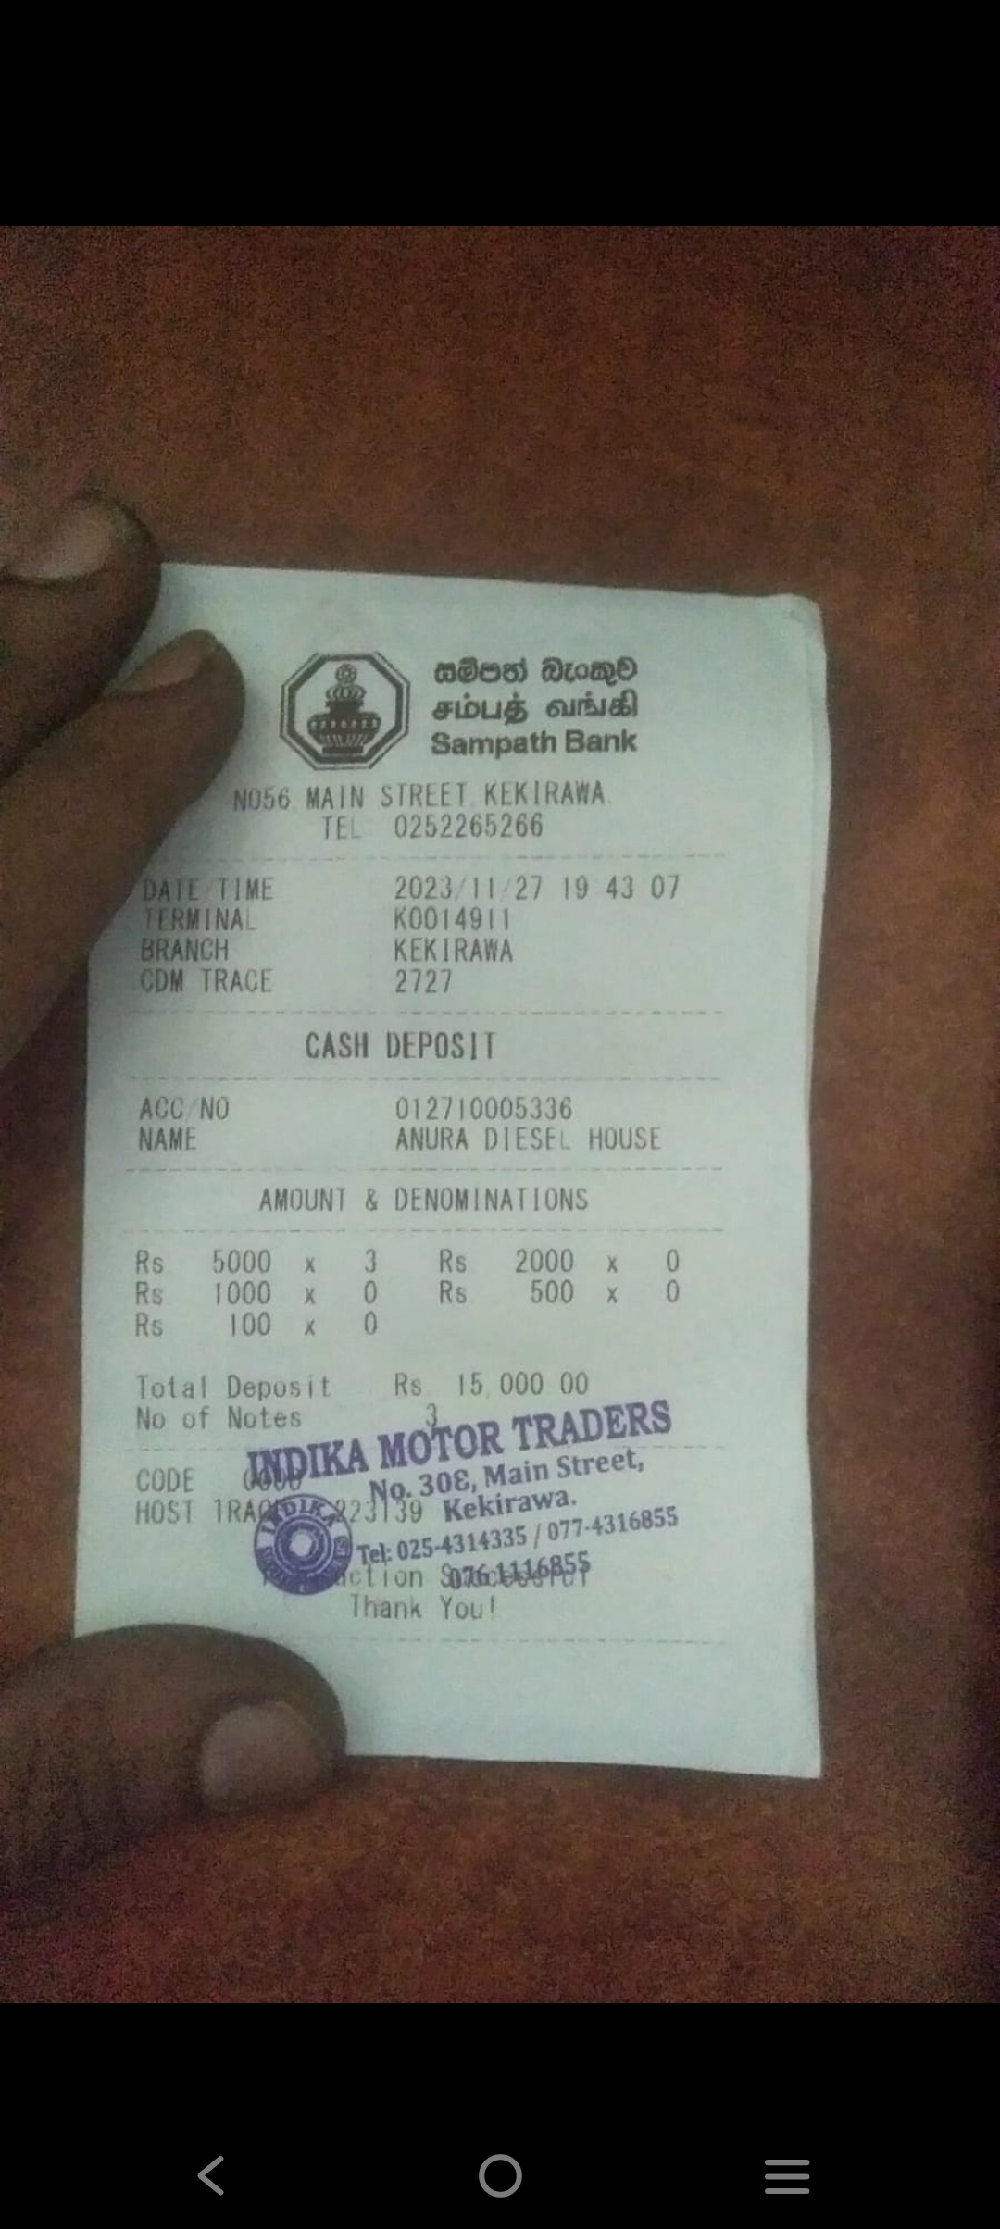 සම්පත් බැංකුව
சம்பத் வங்கி
Sampath Bank
NO56 MAIN STREET KEKIRAWA
TEL 0252265266
DATE/TIME 2023/11/27 19 43 07
TERMINAL K0014911
BRANCH KEKIRAWA
CDM TRACE 2727
CASH DEPOSIT
ACC/NO 012710005336
NAME ANURA DIESEL HOUSE
AMOUNT & DENOMINATIONS
Rs 5000 x 3 Rs 2000 x 0
Rs 1000 x 0 Rs 500 x 0
Rs 100 x 0
Total Deposit Rs 15,000 00
No of Notes 3
INDIKA MOTOR TRADERS
CODE
No. 308, Main Street,
HOST 223139
Kekirawa.
Tel: 025-4314335 / 077-4316855
076 1116855
Thank You!